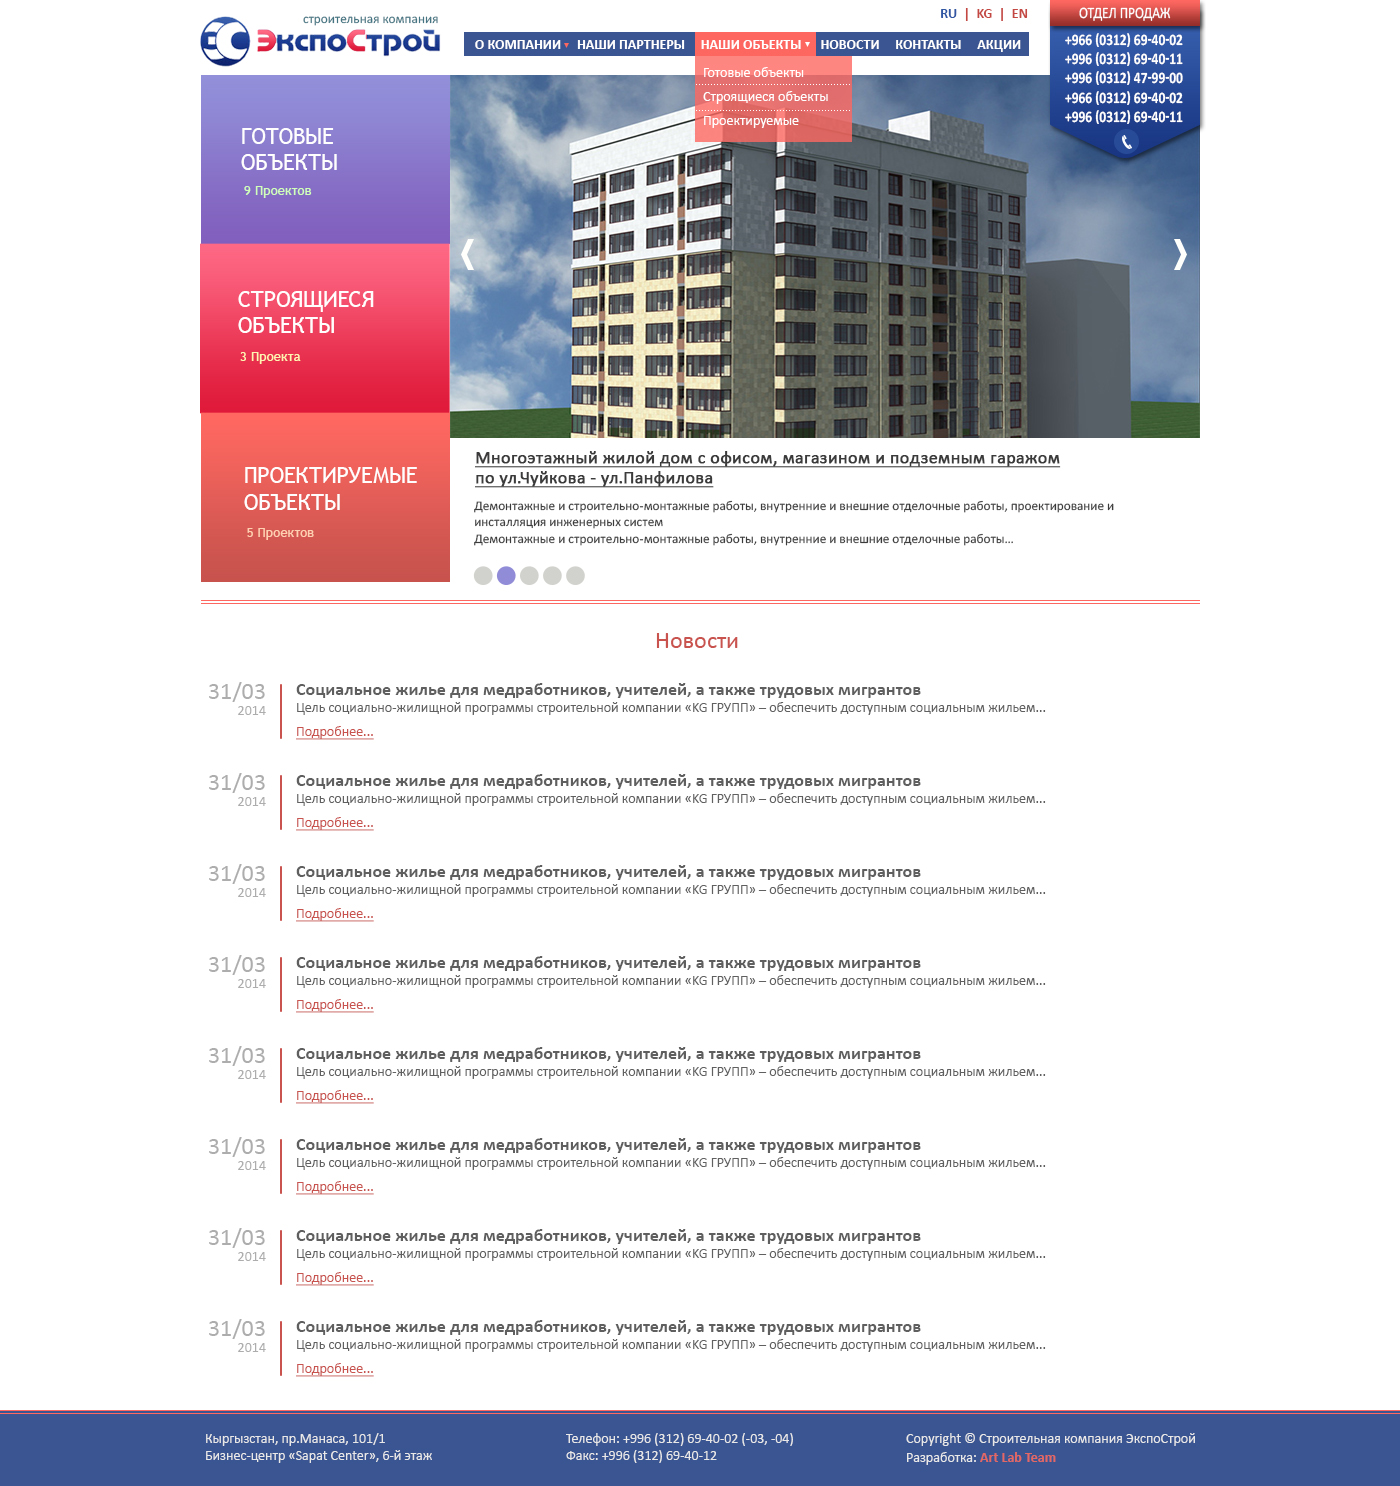 строительная компания
ЭкспоСтрой
RU | KG | EN
О КОМПАНИИ НАШИ ПАРТНЕРЫ НАШИ ОБЪЕКТЫ НОВОСТИ КОНТАКТЫ АКЦИИ
Готовые объекты
Строящиеся объекты
Проектируемые
ОТДЕЛ ПРОДАЖ
+966 (0312) 69-40-02
+996 (0312) 69-40-11
+996 (0312) 47-99-00
+966 (0312) 69-40-02
+996 (0312) 69-40-11
ГОТОВЫЕ
ОБЪЕКТЫ
9 Проектов
СТРОЯЩИЕСЯ
ОБЪЕКТЫ
3 Проекта
ПРОЕКТИРУЕМЫЕ
ОБЪЕКТЫ
5 Проектов
Многоэтажный жилой дом с офисом, магазином и подземным гаражом
по ул.Чуйкова - ул.Панфилова
Демонтажные и строительно-монтажные работы, внутренние и внешние отделочные работы, проектирование и
инсталляция инженерных систем
Демонтажные и строительно-монтажные работы, внутренние и внешние отделочные работы...
Новости
31/03
2014
Социальное жилье для медработников, учителей, а также трудовых мигрантов
Цель социально-жилищной программы строительной компании «KG ГРУПП» – обеспечить доступным социальным жильем...
Подробнее...
31/03
2014
Социальное жилье для медработников, учителей, а также трудовых мигрантов
Цель социально-жилищной программы строительной компании «KG ГРУПП» – обеспечить доступным социальным жильем...
Подробнее...
31/03
2014
Социальное жилье для медработников, учителей, а также трудовых мигрантов
Цель социально-жилищной программы строительной компании «KG ГРУПП» – обеспечить доступным социальным жильем...
Подробнее...
31/03
2014
Социальное жилье для медработников, учителей, а также трудовых мигрантов
Цель социально-жилищной программы строительной компании «KG ГРУПП» – обеспечить доступным социальным жильем...
Подробнее...
31/03
2014
Социальное жилье для медработников, учителей, а также трудовых мигрантов
Цель социально-жилищной программы строительной компании «KG ГРУПП» – обеспечить доступным социальным жильем...
Подробнее...
31/03
2014
Социальное жилье для медработников, учителей, а также трудовых мигрантов
Цель социально-жилищной программы строительной компании «KG ГРУПП» – обеспечить доступным социальным жильем...
Подробнее...
31/03
2014
Социальное жилье для медработников, учителей, а также трудовых мигрантов
Цель социально-жилищной программы строительной компании «KG ГРУПП» – обеспечить доступным социальным жильем...
Подробнее...
31/03
2014
Социальное жилье для медработников, учителей, а также трудовых мигрантов
Цель социально-жилищной программы строительной компании «KG ГРУПП» – обеспечить доступным социальным жильем...
Подробнее...
Кыргызстан, пр.Манаса, 101/1
Бизнес-центр «Sapat Center», 6-й этаж
Телефон: +996 (312) 69-40-02 (-03, -04)
Факс: +996 (312) 69-40-12
Copyright © Строительная компания ЭкспоСтрой
Разработка: Art Lab Team